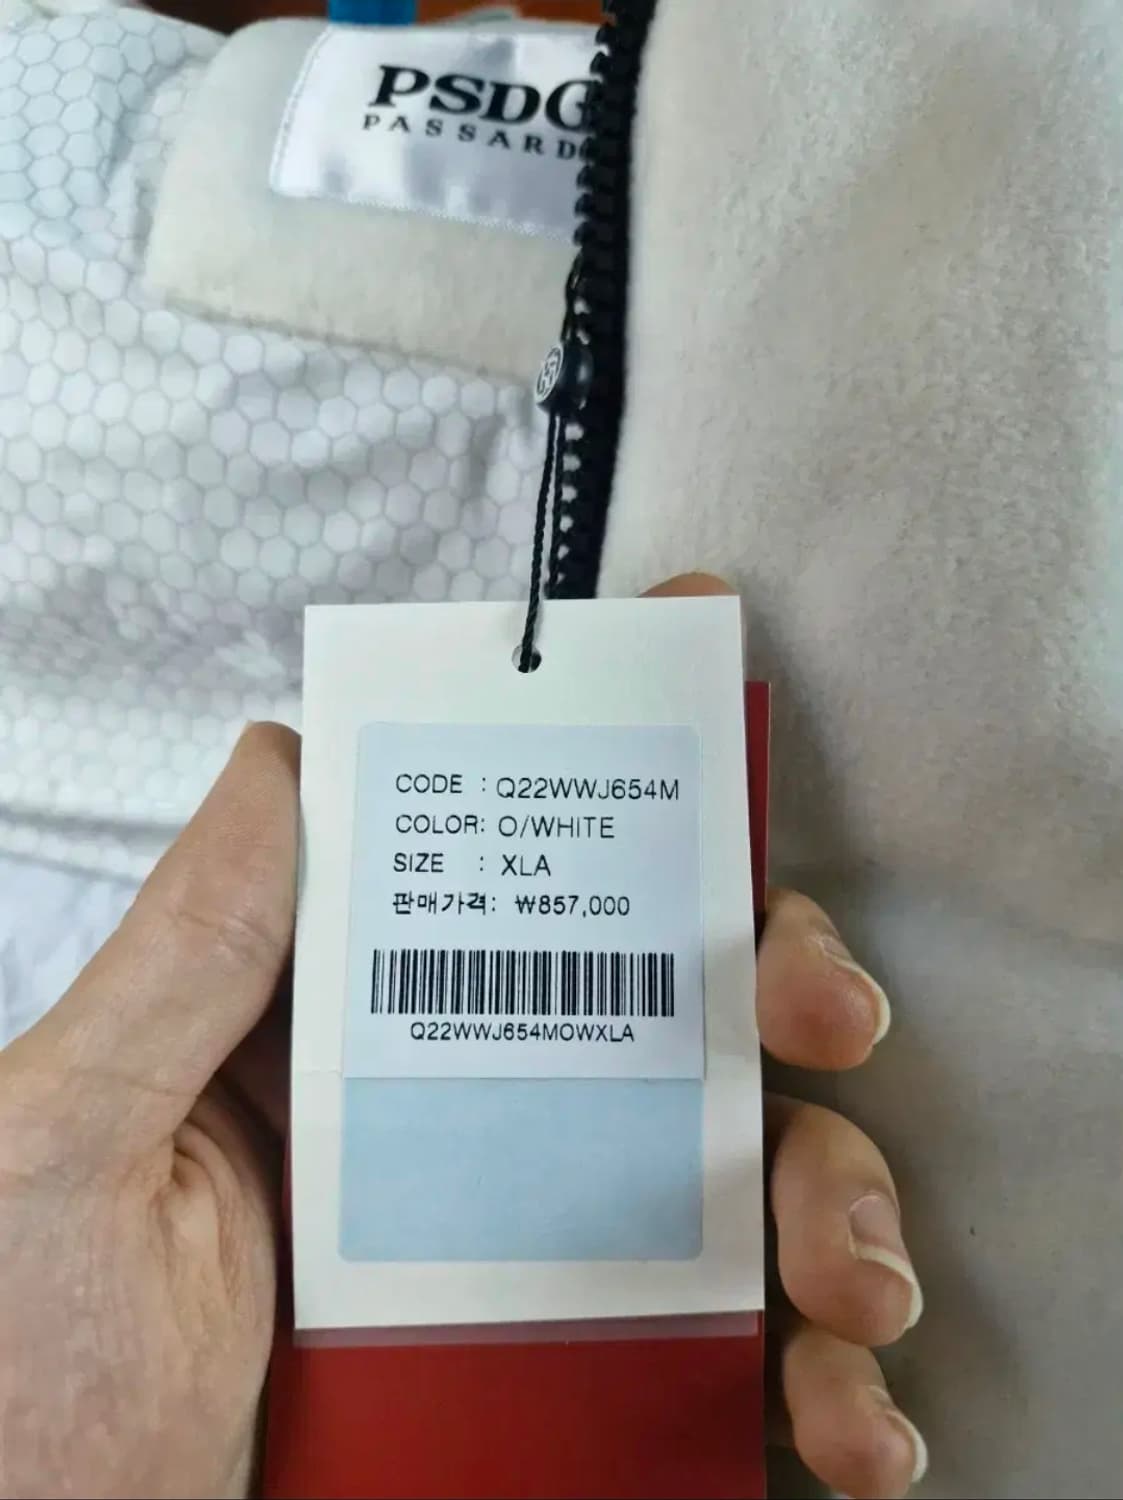 PSDG
PASSARD
CODE : Q22WWJ654M
COLOR: O/WHITE
SIZE : XLA
판매가격: ₩857,000
Q22WWJ654MOWXLA